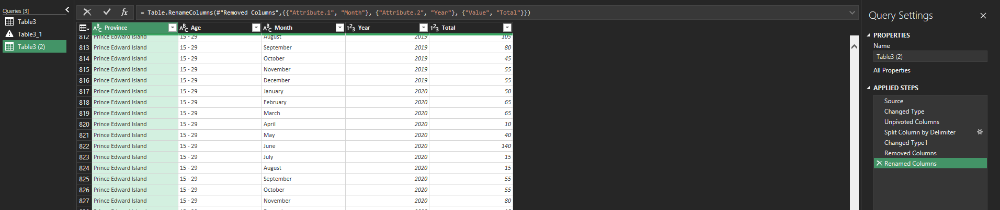 Queries [3]
Table3
Table3_1
Table3 (2)
fx = Table.RenameColumns(#"Removed Columns",{{"Attribute.1", "Month"}, {"Attribute.2", "Year"}, {"Value", "Total"}})
ABC Province ABC Age ABC Month 123 Year 123 Total
812 Prince Edward Island 15 - 29 August 2019 105
813 Prince Edward Island 15 - 29 September 2019 80
814 Prince Edward Island 15 - 29 October 2019 45
815 Prince Edward Island 15 - 29 November 2019 55
816 Prince Edward Island 15 - 29 December 2019 55
817 Prince Edward Island 15 - 29 January 2020 50
818 Prince Edward Island 15 - 29 February 2020 65
819 Prince Edward Island 15 - 29 March 2020 65
820 Prince Edward Island 15 - 29 April 2020 10
821 Prince Edward Island 15 - 29 May 2020 40
822 Prince Edward Island 15 - 29 June 2020 140
823 Prince Edward Island 15 - 29 July 2020 15
824 Prince Edward Island 15 - 29 August 2020 15
825 Prince Edward Island 15 - 29 September 2020 55
826 Prince Edward Island 15 - 29 October 2020 55
827 Prince Edward Island 15 - 29 November 2020 80
Query Settings
PROPERTIES
Name
Table3 (2)
All Properties
APPLIED STEPS
Source
Changed Type
Unpivoted Columns
Split Column by Delimiter
Changed Type1
Removed Columns
Renamed Columns